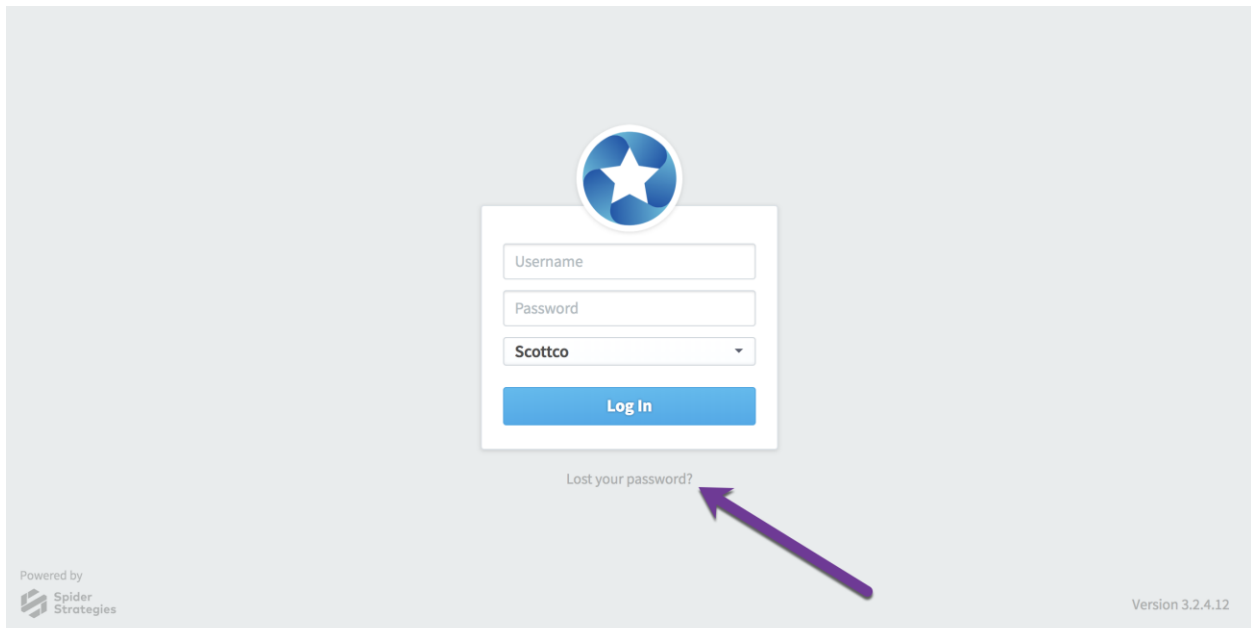 Username
Password
Scottco
Log In
Lost your password?
Powered by
Spider
Strategies
Version 3.2.4.12